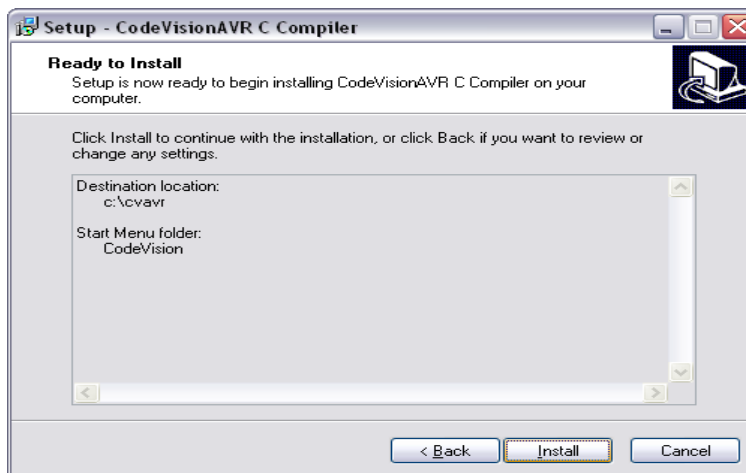 Setup - CodeVisionAVR C Compiler
Ready to Install
Setup is now ready to begin installing CodeVisionAVR C Compiler on your
computer.
Click Install to continue with the installation, or click Back if you want to review or
change any settings.
Destination location:
c:\cvavr
Start Menu folder:
CodeVision
< Back
Install
Cancel